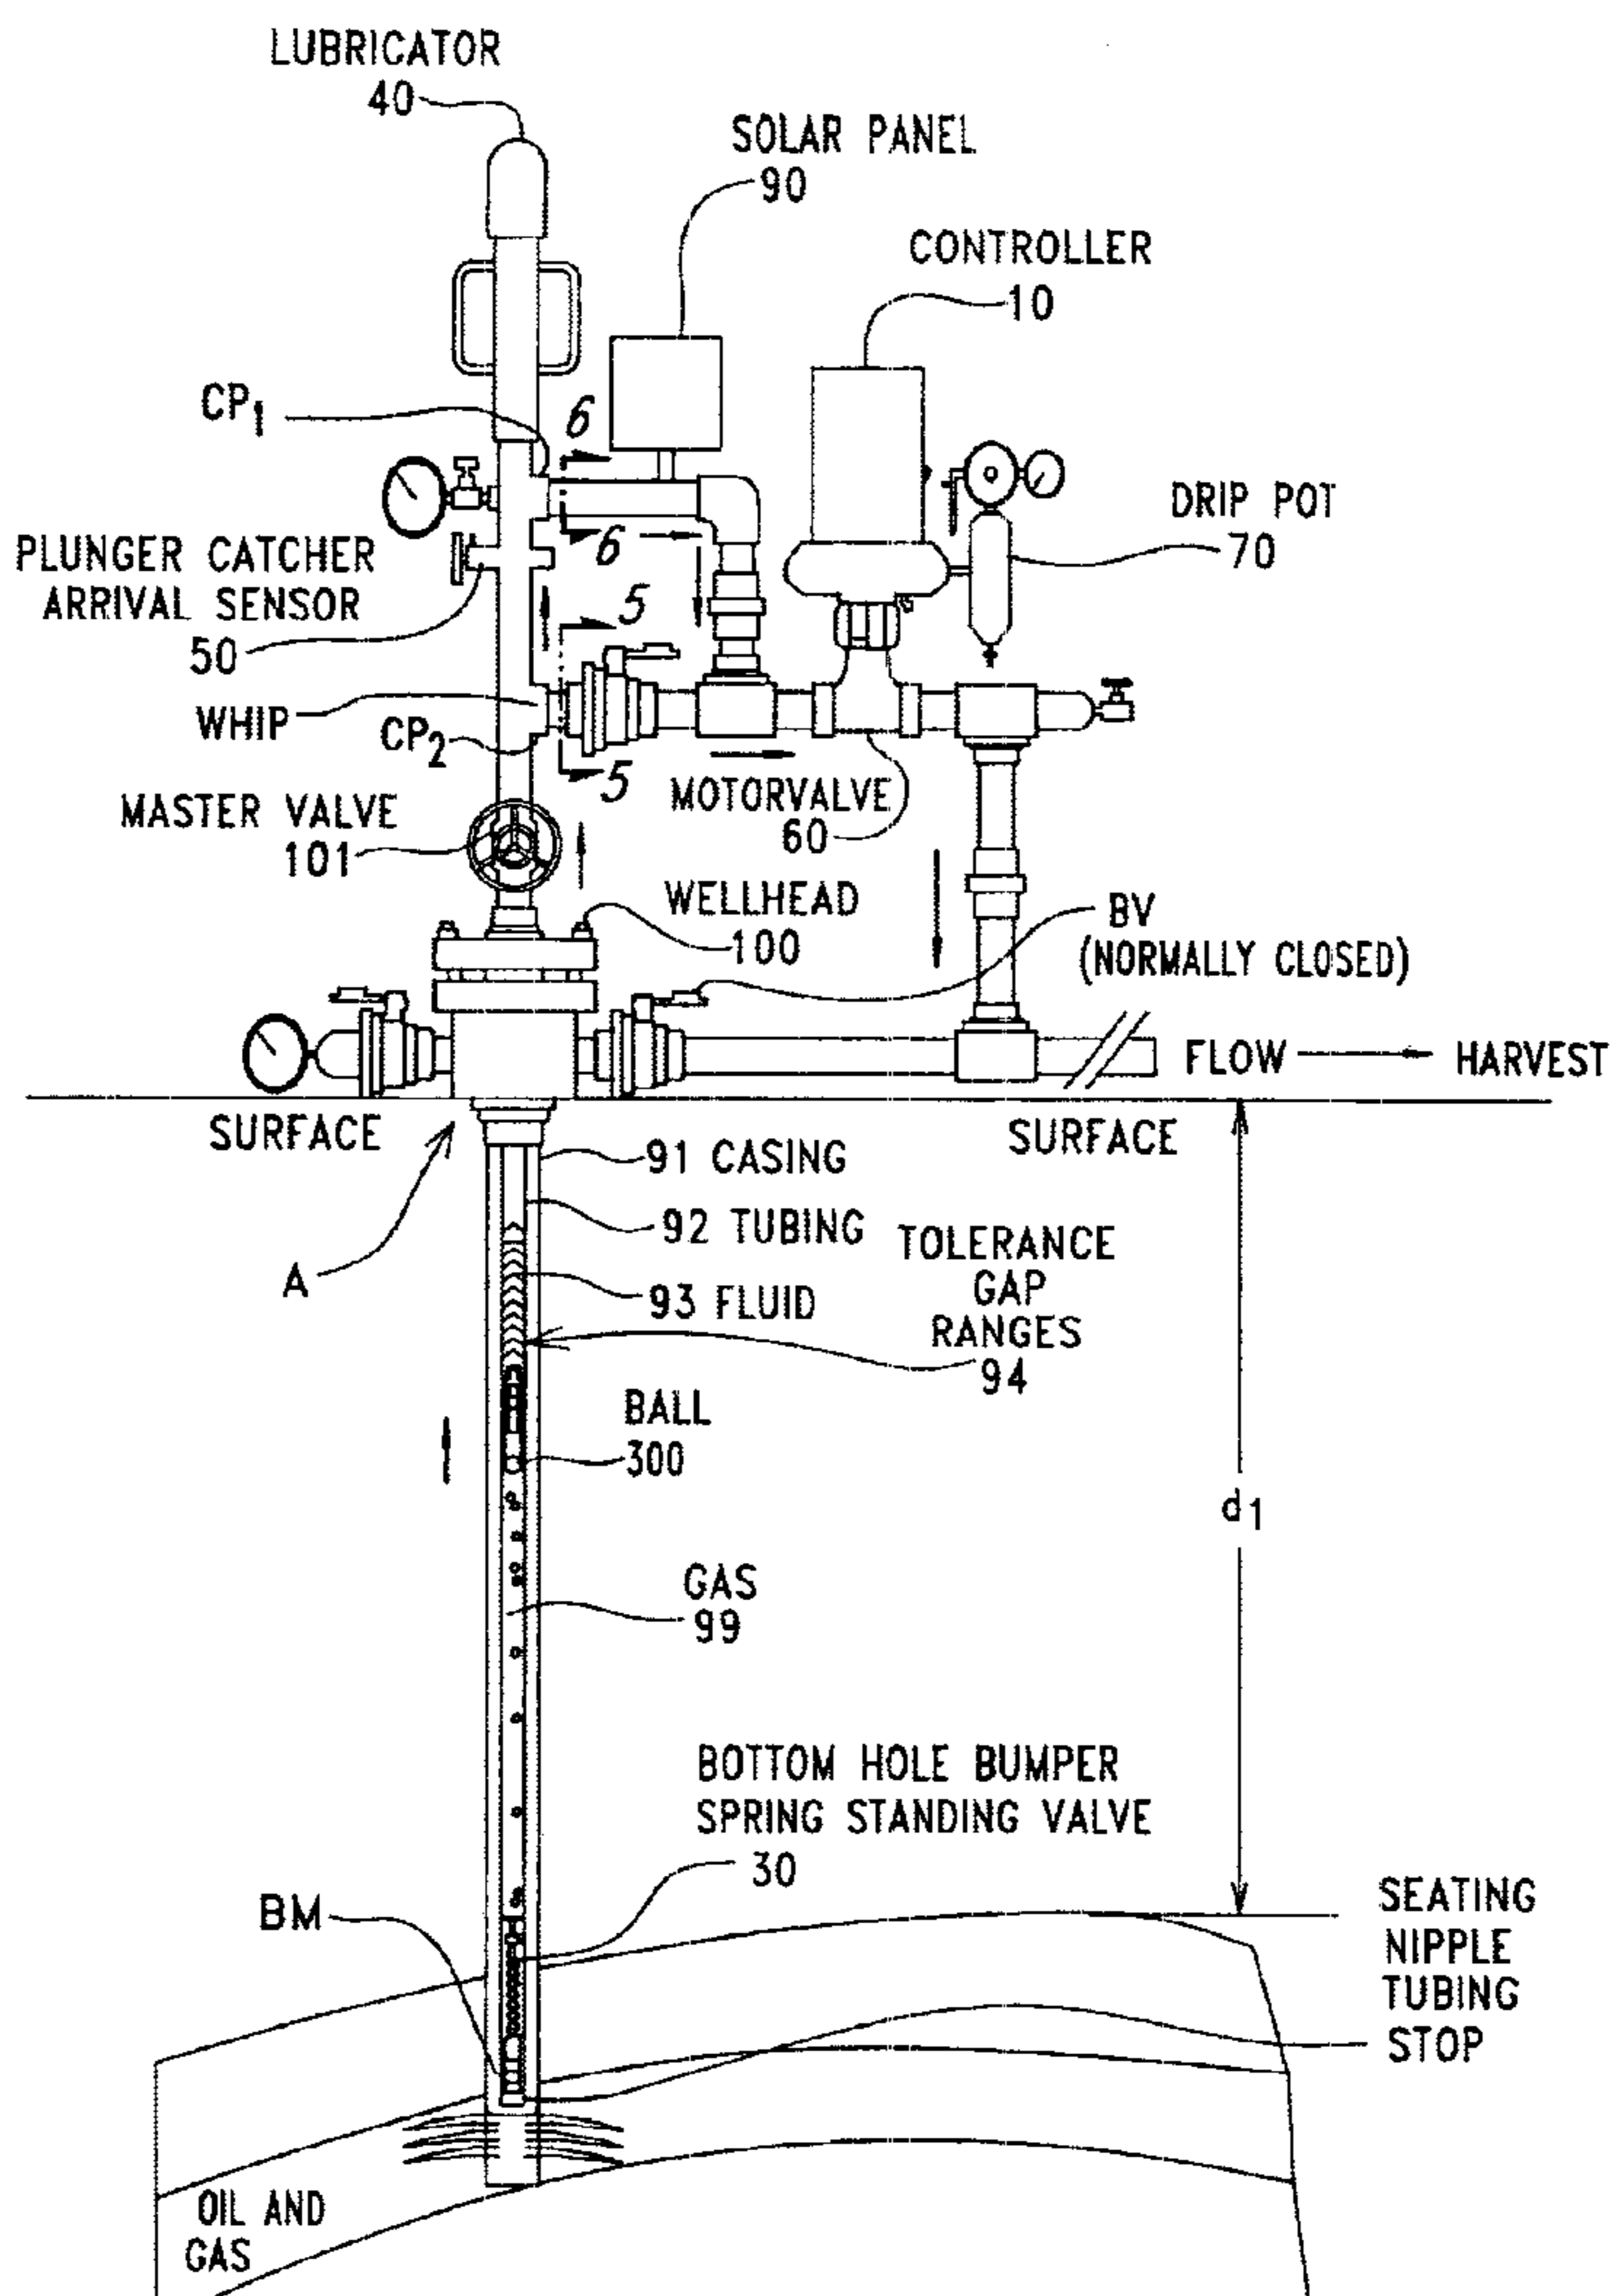 LUBRICATOR
40
SOLAR PANEL
90
CONTROLLER
10
CP1
6
DRIP POT
70
6
PLUNGER CATCHER
ARRIVAL SENSOR
50
5
WHIP
CP2
5
MOTORVALVE
60
MASTER VALVE
101
WELLHEAD
100
BV
(NORMALLY CLOSED)
FLOW
HARVEST
SURFACE
SURFACE
91 CASING
92 TUBING
A
93 FLUID
TOLERANCE
GAP
RANGES
94
BALL
300
d1
GAS
99
BOTTOM HOLE BUMPER
SPRING STANDING VALVE
30
BM
SEATING
NIPPLE
TUBING
STOP
OIL AND
GAS